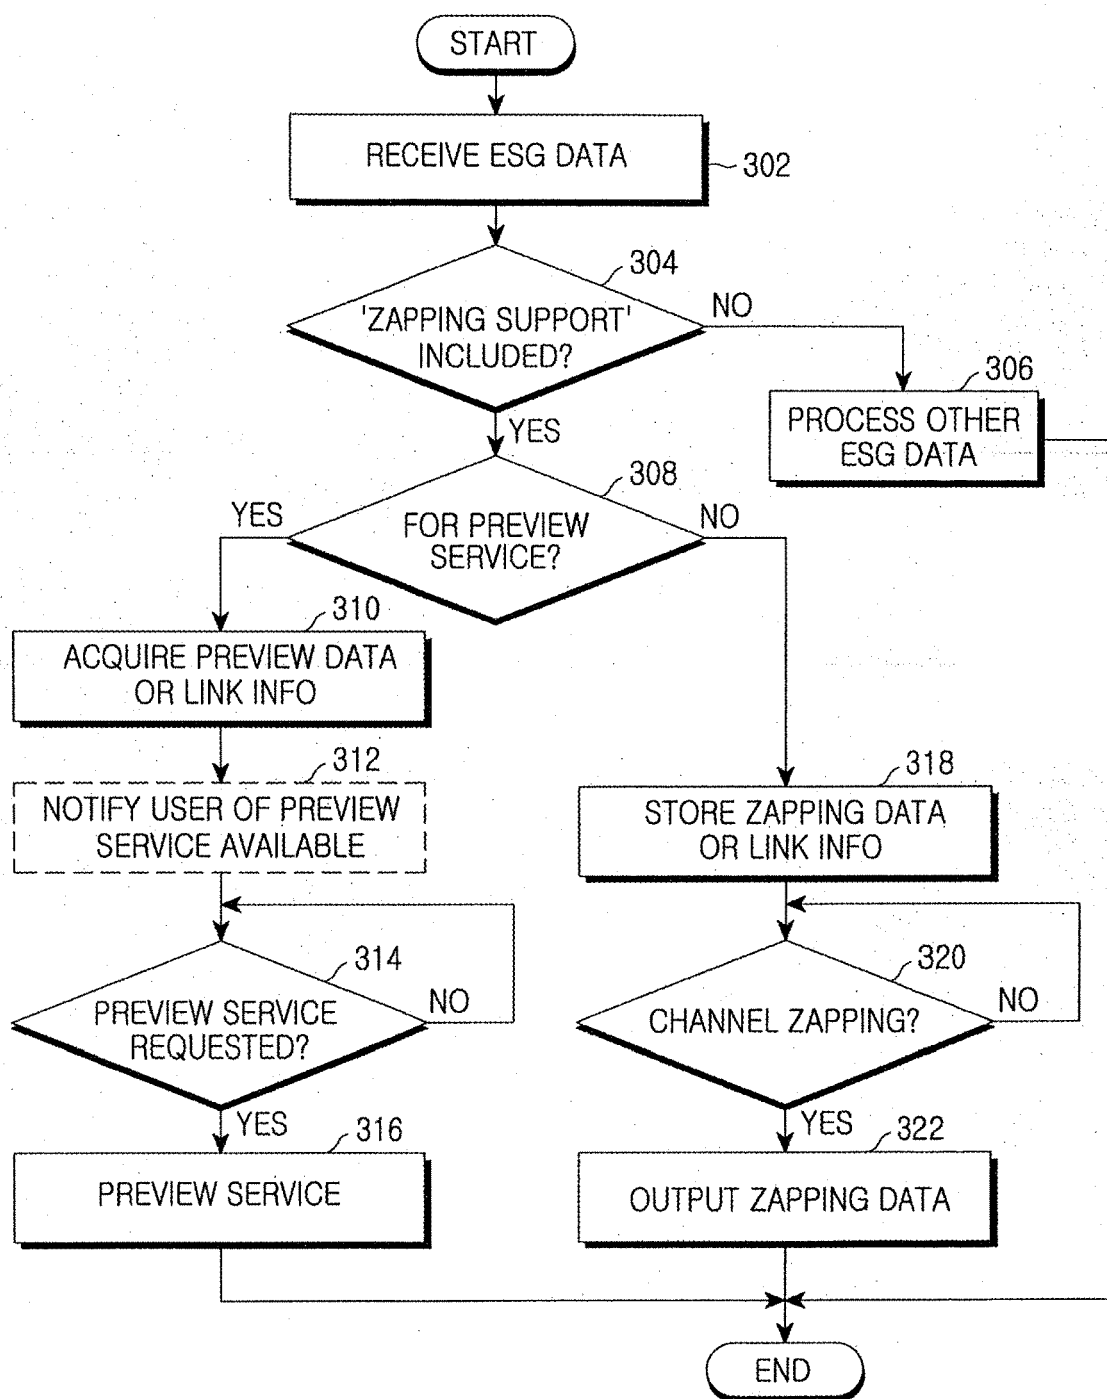 START
RECEIVE ESG DATA
302
304
'ZAPPING SUPPORT'
INCLUDED?
NO
306
PROCESS OTHER
ESG DATA
YES
308
FOR PREVIEW
SERVICE?
YES
NO
310
ACQUIRE PREVIEW DATA
OR LINK INFO
312
NOTIFY USER OF PREVIEW
SERVICE AVAILABLE
318
STORE ZAPPING DATA
OR LINK INFO
314
PREVIEW SERVICE
REQUESTED?
NO
320
CHANNEL ZAPPING?
NO
YES
316
PREVIEW SERVICE
YES
322
OUTPUT ZAPPING DATA
END